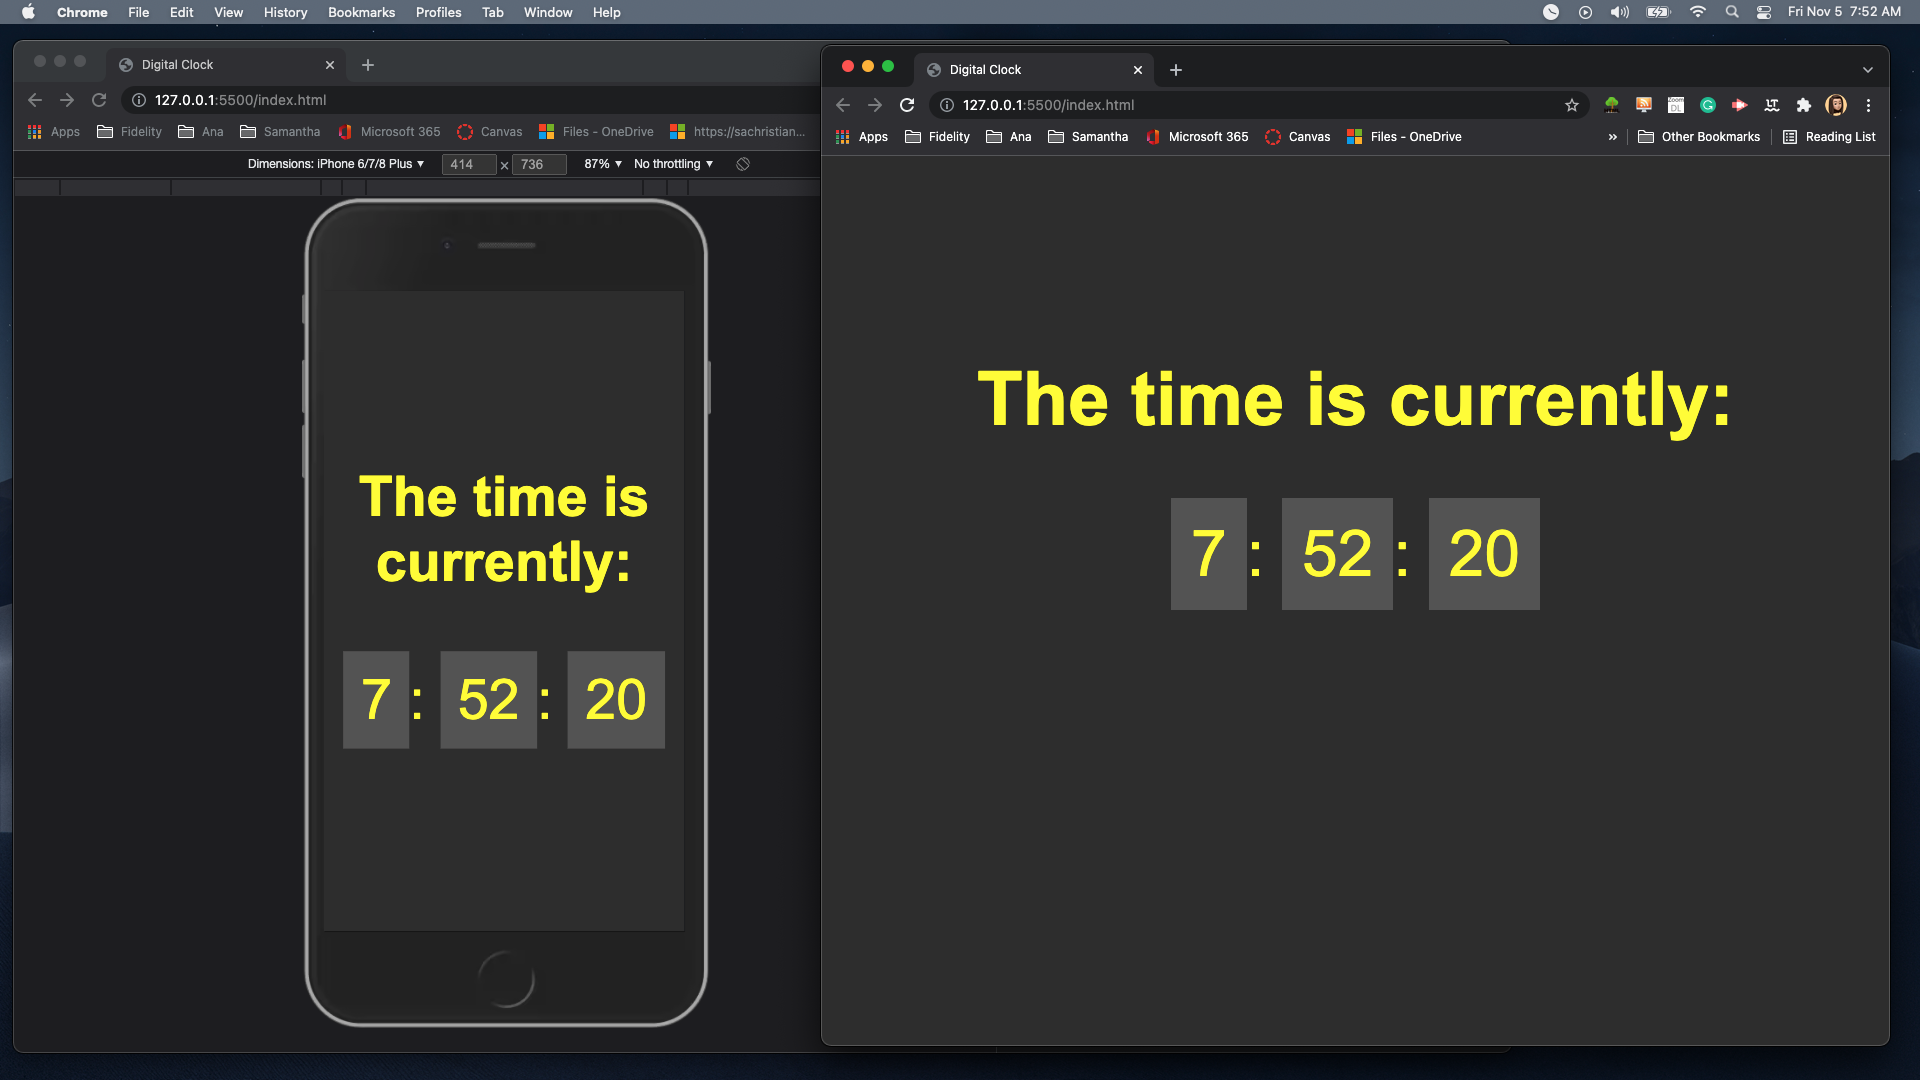 Chrome File Edit View History Bookmarks Profiles Tab Window Help
Fri Nov 5 7:52 AM
Digital Clock
127.0.0.1:5500/index.html
Apps Fidelity Ana Samantha Microsoft 365 Canvas Files - OneDrive https://sachristian...
Dimensions: iPhone 6/7/8 Plus ▼ 414 x 736 87% ▼ No throttling ▼
The time is
currently:
7 : 52 : 20
Digital Clock
127.0.0.1:5500/index.html
Zoom
DL
Apps Fidelity Ana Samantha Microsoft 365 Canvas Files - OneDrive » Other Bookmarks Reading List
The time is currently:
7 : 52 : 20